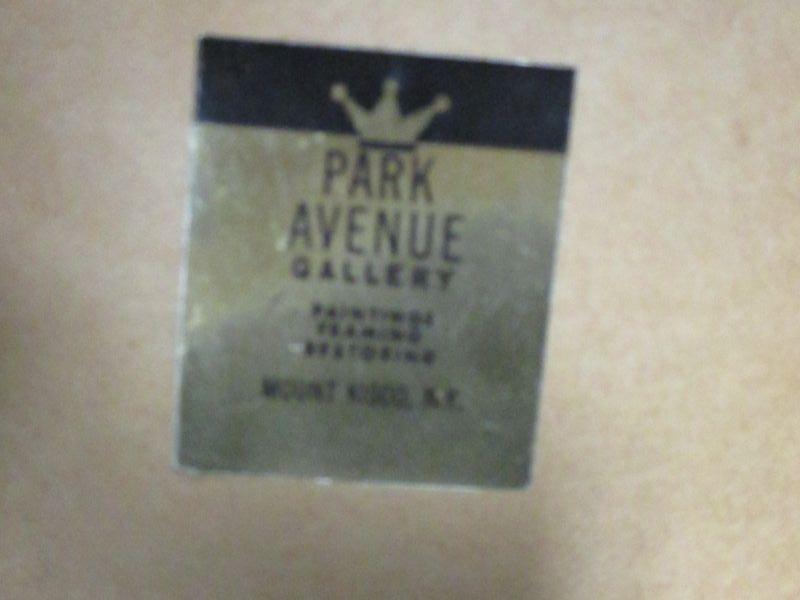 PARK
AVENUE
GALLERY
PAINTINGS
FRAMING
RESTORING
MOUNT KISCO, N.Y.